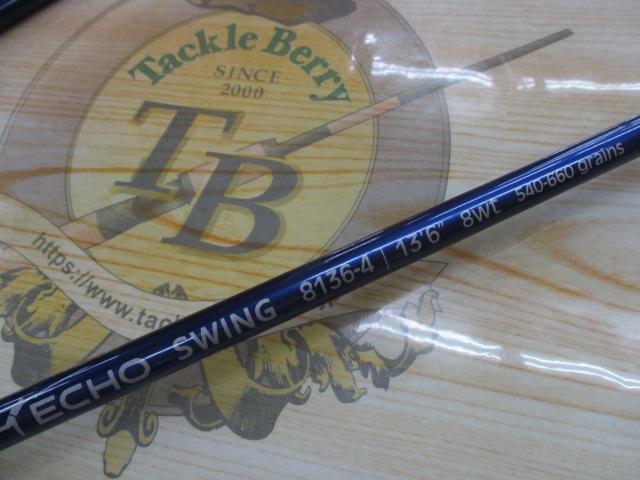 Tackle Berry
SINCE
2000
TB
https://www.tac
ECHO SWING 8136-4 | 13'6" 8Wt 540-660 grains